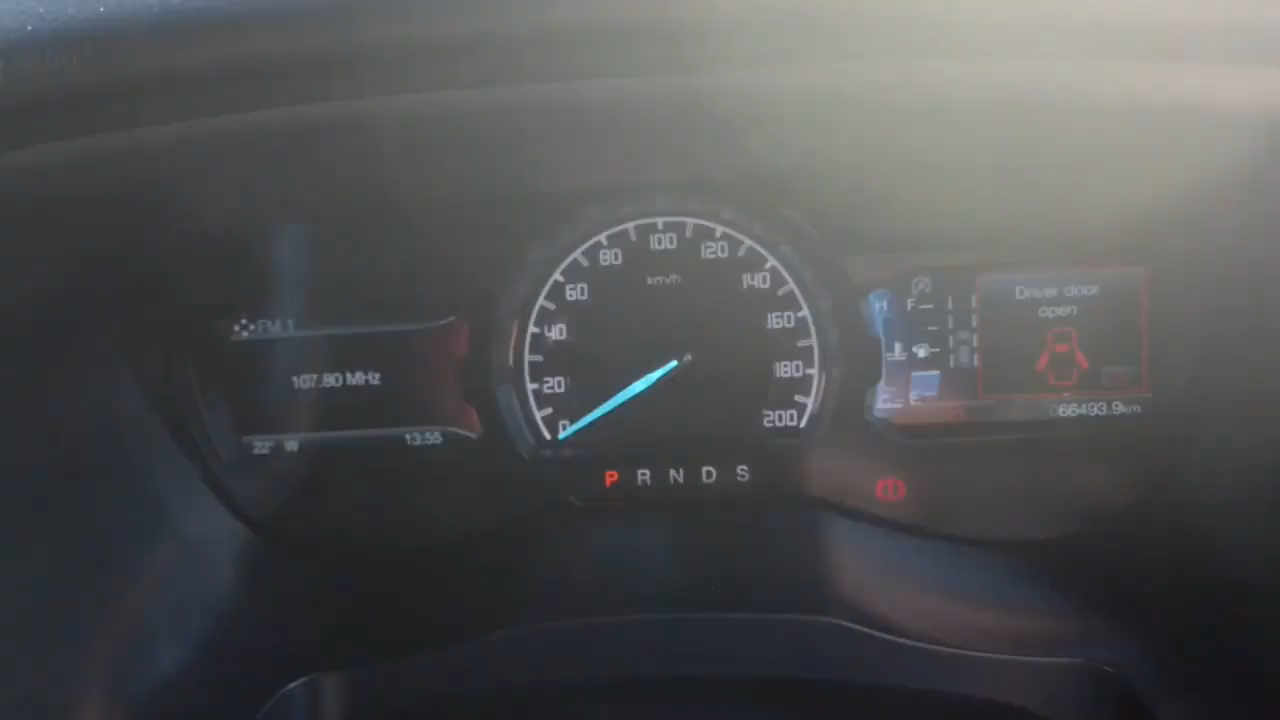 FM 1
107.80 MHz
22° W
13:55
0
20
40
60
80
100
120
140
160
180
200
km/h
P R N D S
H
F
Driver door
open
066493.9km